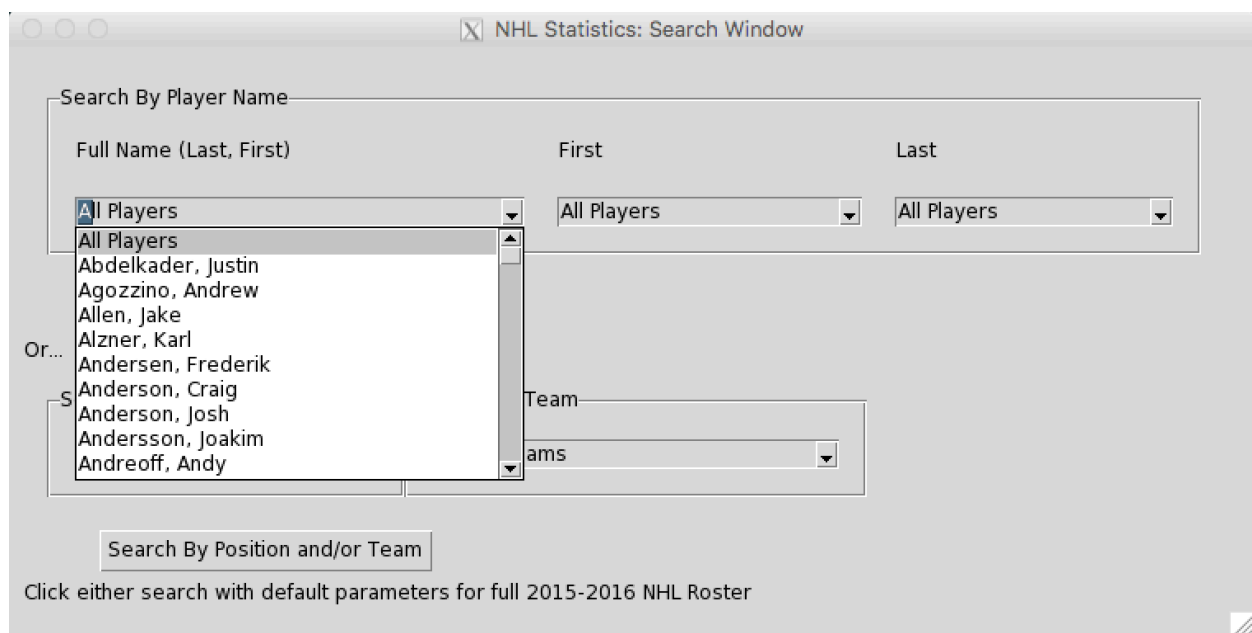 NHL Statistics: Search Window
Search By Player Name
Full Name (Last, First) First Last
All Players All Players All Players
All Players
Abdelkader, Justin
Agozzino, Andrew
Allen, Jake
Alzner, Karl
Or...
Andersen, Frederik
Anderson, Craig
S Team
Anderson, Josh
Andersson, Joakim
ams
Andreoff, Andy
Search By Position and/or Team
Click either search with default parameters for full 2015-2016 NHL Roster